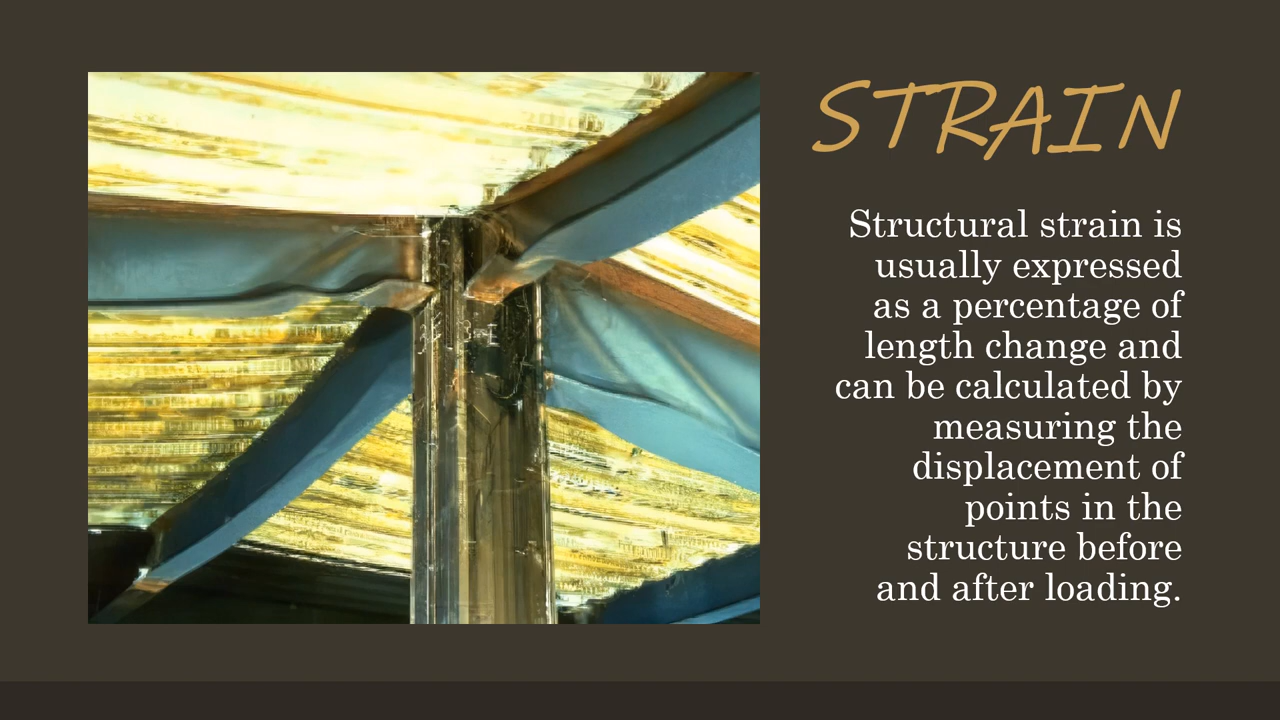 STRAIN
Structural strain is
usually expressed
as a percentage of
length change and
can be calculated by
measuring the
displacement of
points in the
structure before
and after loading.